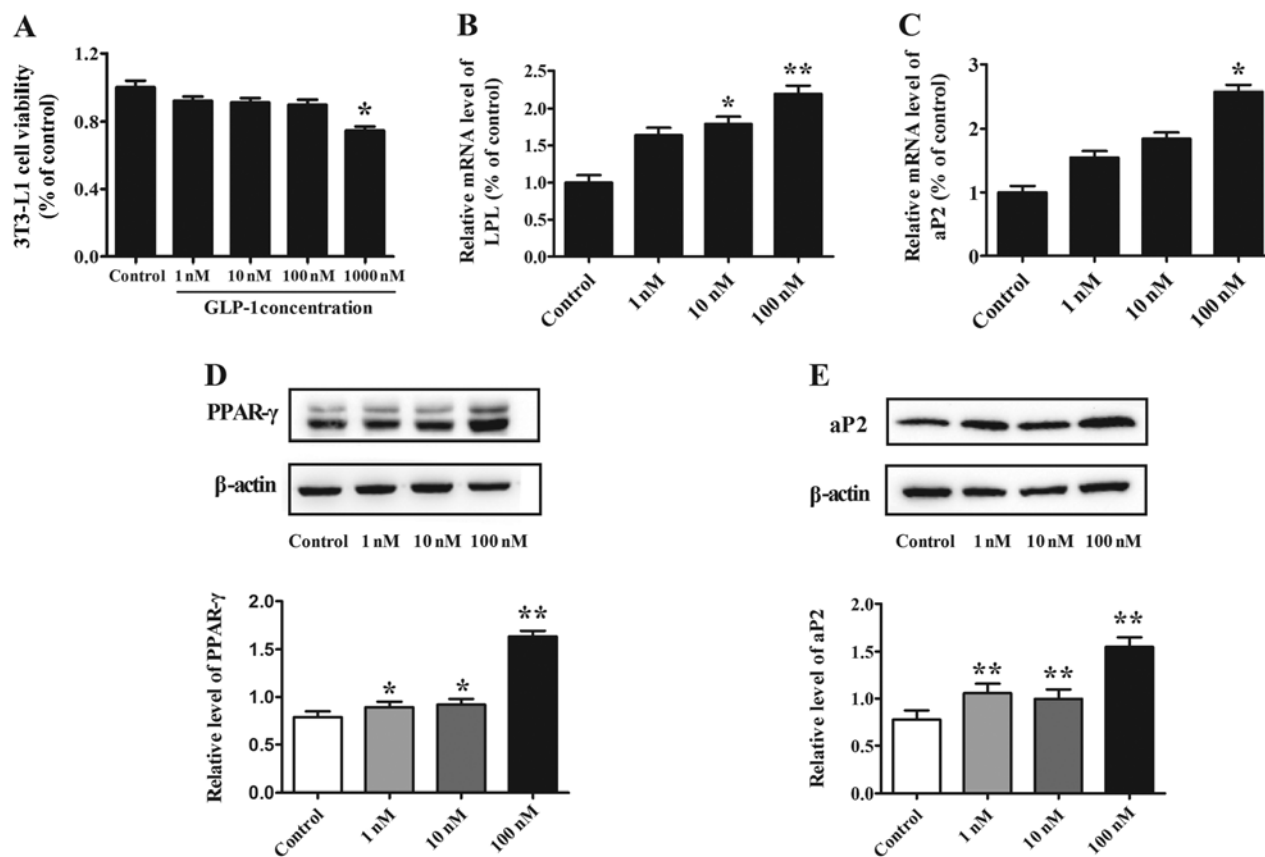 A
3T3-L1 cell viability
(% of control)
1.2
0.8
0.4
0.0
*
Control 1 nM 10 nM 100 nM 1000 nM
GLP-1concentration
B
Relative mRNA level of
LPL (% of control)
2.5
2.0
1.5
1.0
0.5
0.0
*
**
Control
1 nM
10 nM
100 nM
C
Relative mRNA level of
aP2 (% of control)
3
2
1
0
*
Control
1 nM
10 nM
100 nM
D
PPAR-γ
β-actin
Control 1 nM 10 nM 100 nM
Relative level of PPAR-γ
2.0
1.5
1.0
0.5
0.0
*
*
**
Control
1 nM
10 nM
100 nM
E
aP2
β-actin
Control 1 nM 10 nM 100 nM
Relative level of aP2
2.0
1.5
1.0
0.5
0.0
**
**
**
Control
1 nM
10 nM
100 nM